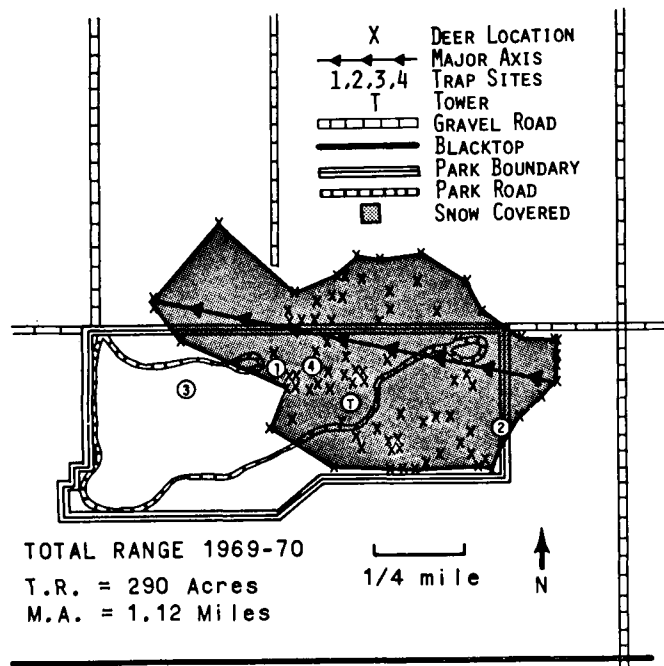 X DEER LOCATION
MAJOR AXIS
1,2,3,4 TRAP SITES
T TOWER
GRAVEL ROAD
BLACKTOP
PARK BOUNDARY
PARK ROAD
SNOW COVERED
1
4
3
T
2
TOTAL RANGE 1969-70
T.R. = 290 Acres
M.A. = 1.12 Miles
1/4 mile
N